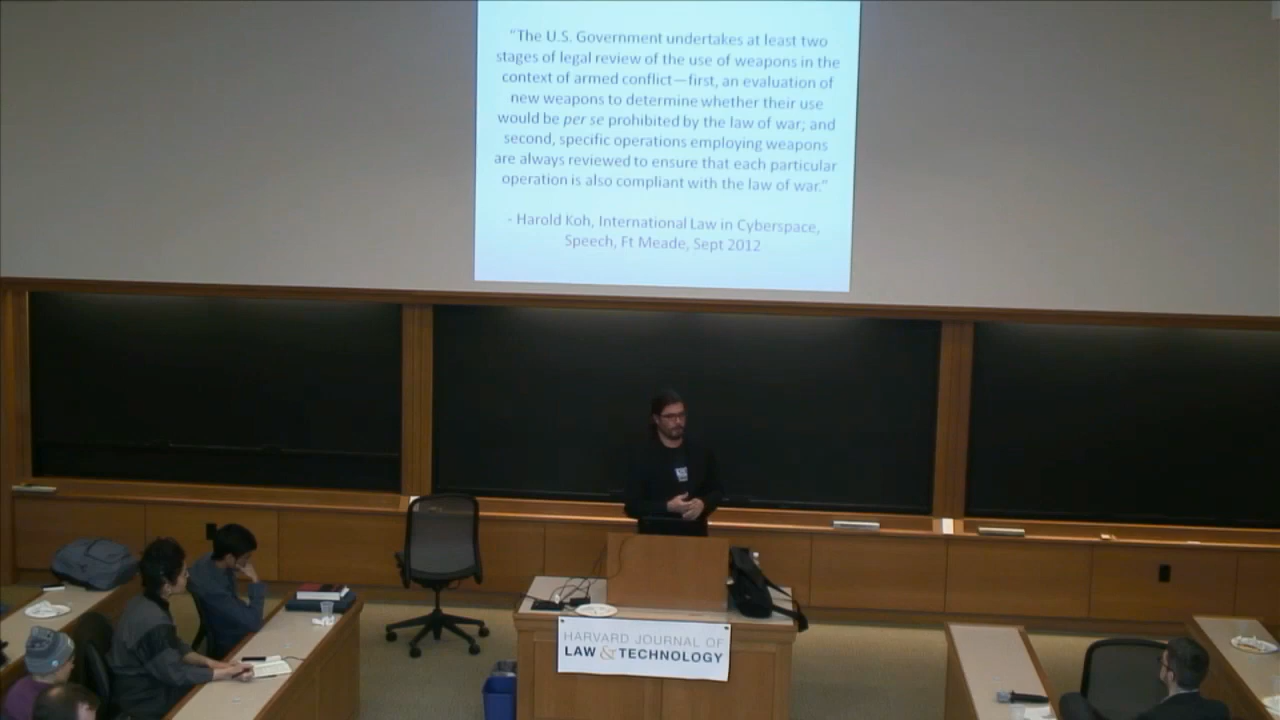 "The U.S. Government undertakes at least two
stages of legal review of the use of weapons in the
context of armed conflict—first, an evaluation of
new weapons to determine whether their use
would be per se prohibited by the law of war; and
second, specific operations employing weapons
are always reviewed to ensure that each particular
operation is also compliant with the law of war."
- Harold Koh, International Law in Cyberspace,
Speech, Ft Meade, Sept 2012
HARVARD JOURNAL OF
LAW & TECHNOLOGY